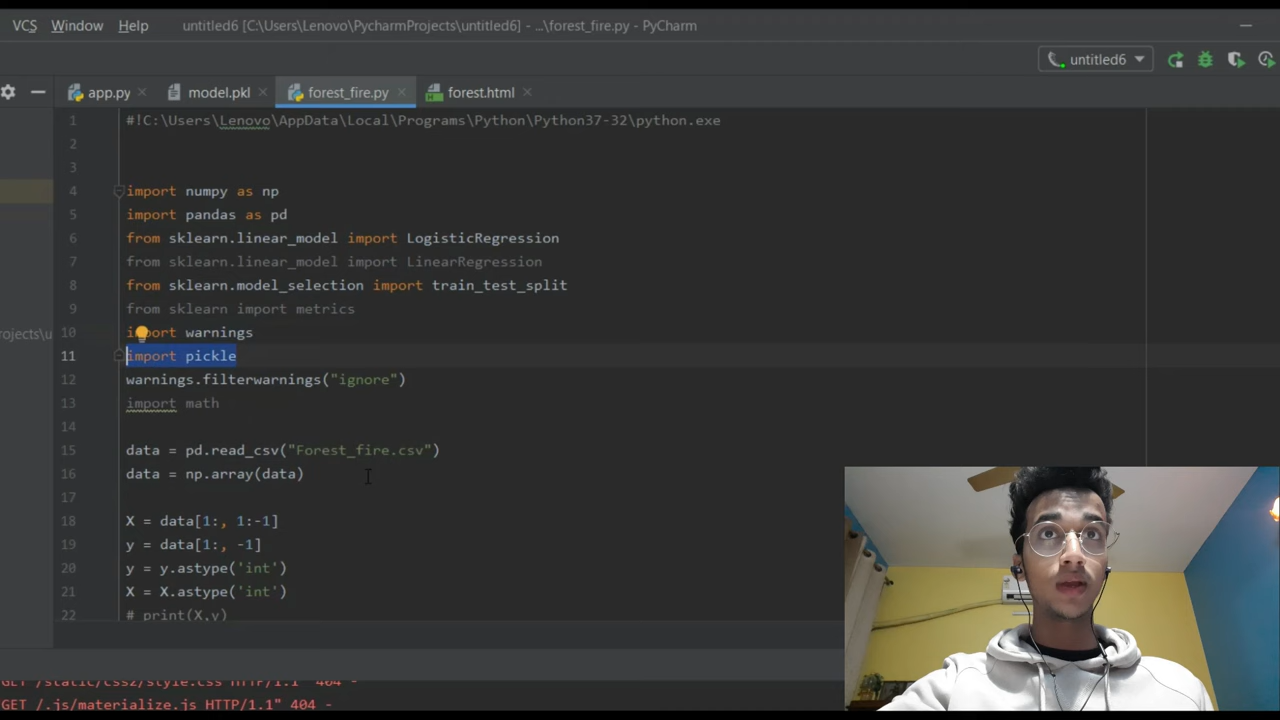 VCS Window Help untitled6 [C:\Users\Lenovo\PycharmProjects\untitled6] - ...\forest_fire.py - PyCharm
untitled6
app.py model.pkl forest_fire.py forest.html
1 #!C:\Users\Lenovo\AppData\Local\Programs\Python\Python37-32\python.exe
2
3
4 import numpy as np
5 import pandas as pd
6 from sklearn.linear_model import LogisticRegression
7 from sklearn.linear_model import LinearRegression
8 from sklearn.model_selection import train_test_split
9 from sklearn import metrics
rojects\u
10 import warnings
11 import pickle
12 warnings.filterwarnings("ignore")
13 import math
14
15 data = pd.read_csv("Forest_fire.csv")
16 data = np.array(data)
17
18 X = data[1:, 1:-1]
19 y = data[1:, -1]
20 y = y.astype('int')
21 X = X.astype('int')
22 # print(X,y)
GET /static/css2/style.css HTTP/1.1" 404 -
GET /.js/materialize.js HTTP/1.1" 404 -